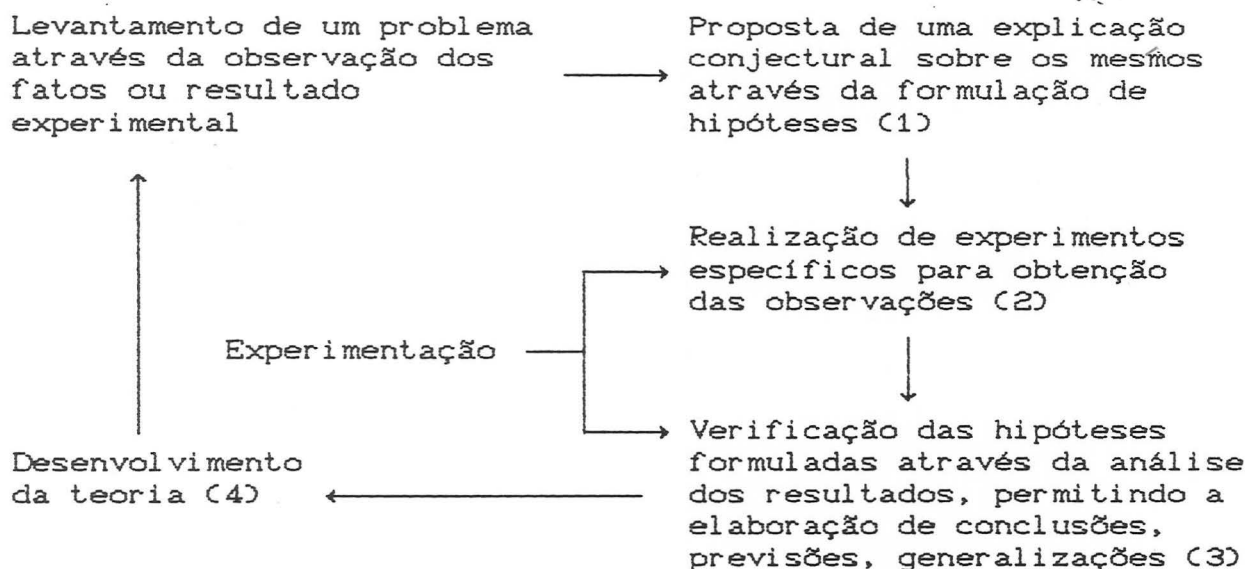 Levantamento de um problema
através da observação dos
fatos ou resultado
experimental
Proposta de uma explicação
conjectural sobre os mesmos
através da formulação de
hipóteses (1)
Realização de experimentos
específicos para obtenção
das observações (2)
Experimentação
Verificação das hipóteses
formuladas através da análise
dos resultados, permitindo a
elaboração de conclusões,
previsões, generalizações (3)
Desenvolvimento
da teoria (4)